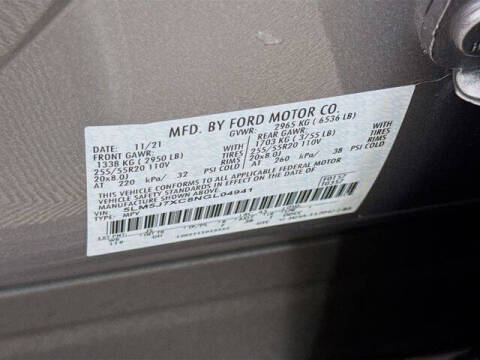 MFD. BY FORD MOTOR CO.
DATE: 11/21 GVWR: 2965 KG ( 6536 LB)
FRONT GAWR: REAR GAWR:
1338 KG ( 2950 LB) 1703 KG ( 3755 LB)
255/55R20 110V TIRES 255/55R20 110V TIRES
20x8.0J 20x8.0J
AT 220 kPa/ 32 PSI COLD AT 260 kPa/ 38 PSI COLD
THIS VEHICLE CONFORMS TO ALL APPLICABLE FEDERAL MOTOR
VEHICLE SAFETY STANDARDS IN EFFECT ON THE DATE OF
MANUFACTURE SHOWN ABOVE.
VIN: 5LM5J7XC8NGL04941
TYPE: MPV